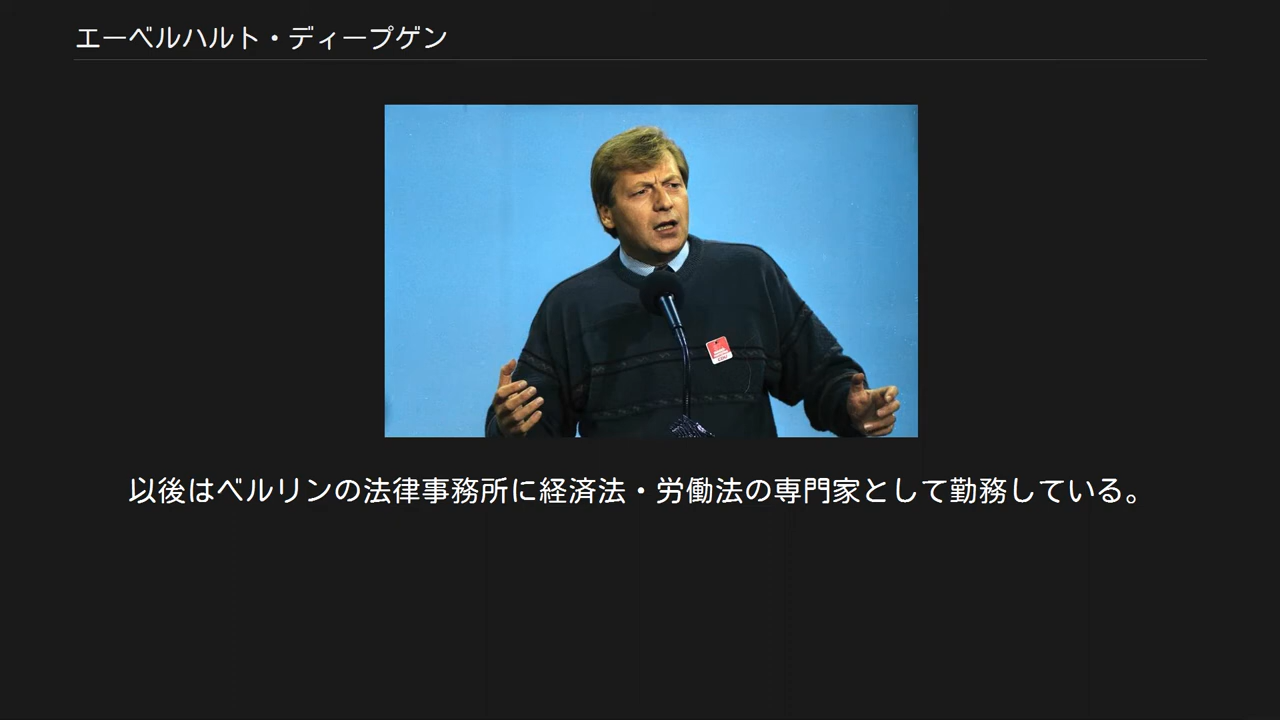 エーベルハルト・ディープゲン
以後はベルリンの法律事務所に経済法・労働法の専門家として勤務している。